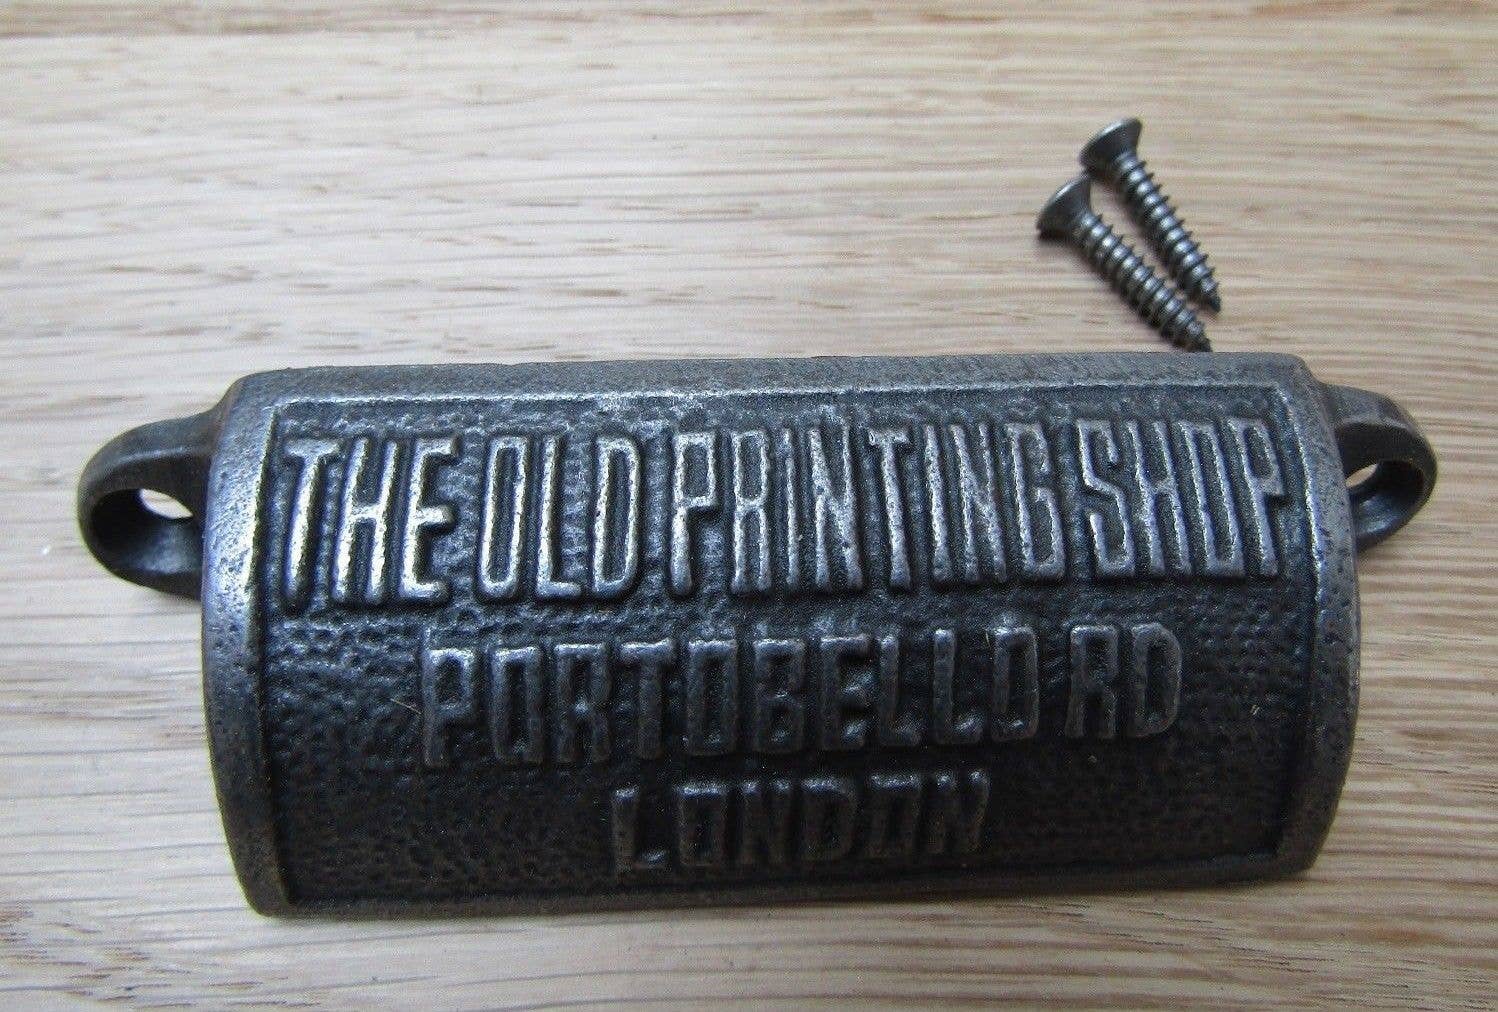 THE OLD PRINTING SHOP
PORTOBELLO RD
LONDON